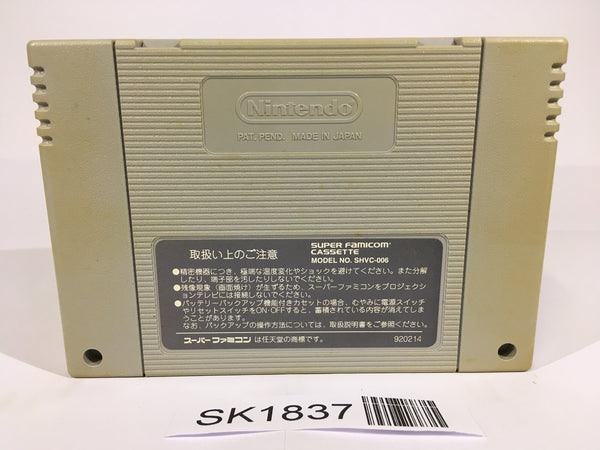 Nintendo
PAT. PEND. MADE IN JAPAN
取扱い上のご注意
SUPER FAMICOM
CASSETTE
MODEL NO. SHVC-006
●精密機器につき、極端な温度変化やショックを避けてください。また分解
したり、端子部を汚したりしないでください。
●残像現象（画面焼け）が生ずるため、スーパーファミコンをプロジェクシ
ョンテレビには接続しないでください。
●バッテリーバックアップ機能付きカセットの場合、むやみに電源スイッチ
やリセットスイッチをON・OFFすると、蓄積されている内容が消えてしま
うことがあります。
なお、バックアップの操作方法については、取扱説明書をご参照ください。
スーパーファミコンは任天堂の商標です。
920214
SK1837